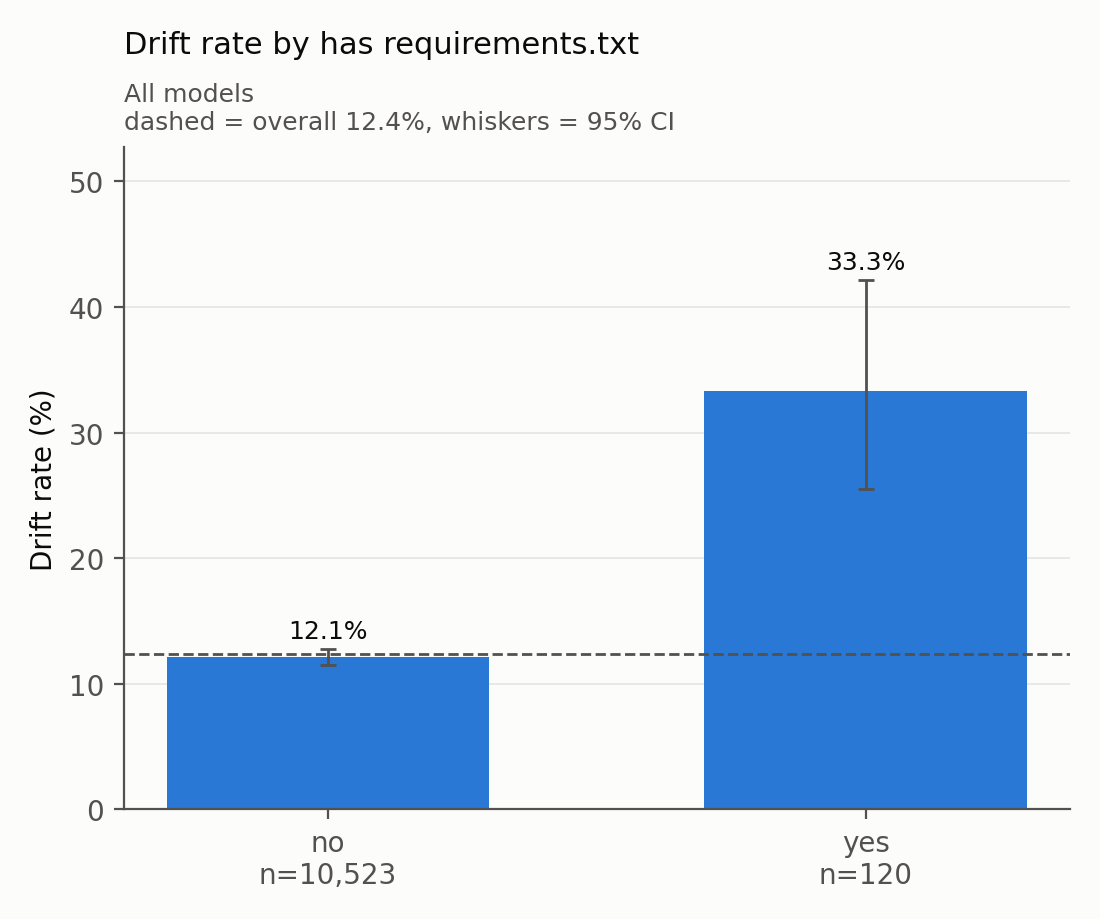 Drift rate by has requirements.txt
All models
dashed = overall 12.4%, whiskers = 95% CI
Drift rate (%)
50
40
30
20
10
0
12.1%
33.3%
no
n=10,523
yes
n=120